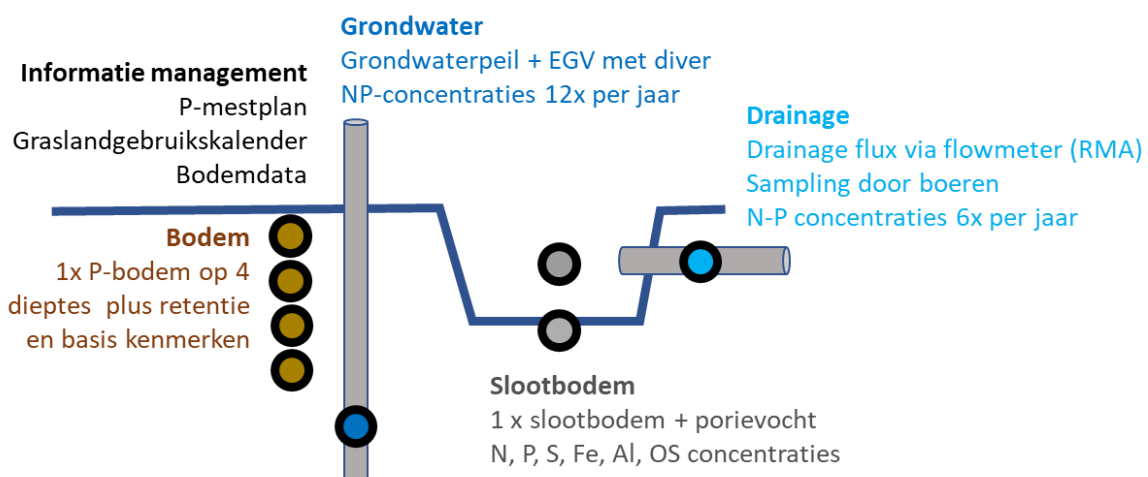 Grondwater
Grondwaterpeil + EGV met diver
NP-concentraties 12x per jaar
Informatie management
P-mestplan
Graslandgebruikskalender
Bodemdata
Drainage
Drainage flux via flowmeter (RMA)
Sampling door boeren
N-P concentraties 6x per jaar
Bodem
1x P-bodem op 4
dieptes plus retentie
en basis kenmerken
Slootbodem
1 x slootbodem + porievocht
N, P, S, Fe, Al, OS concentraties